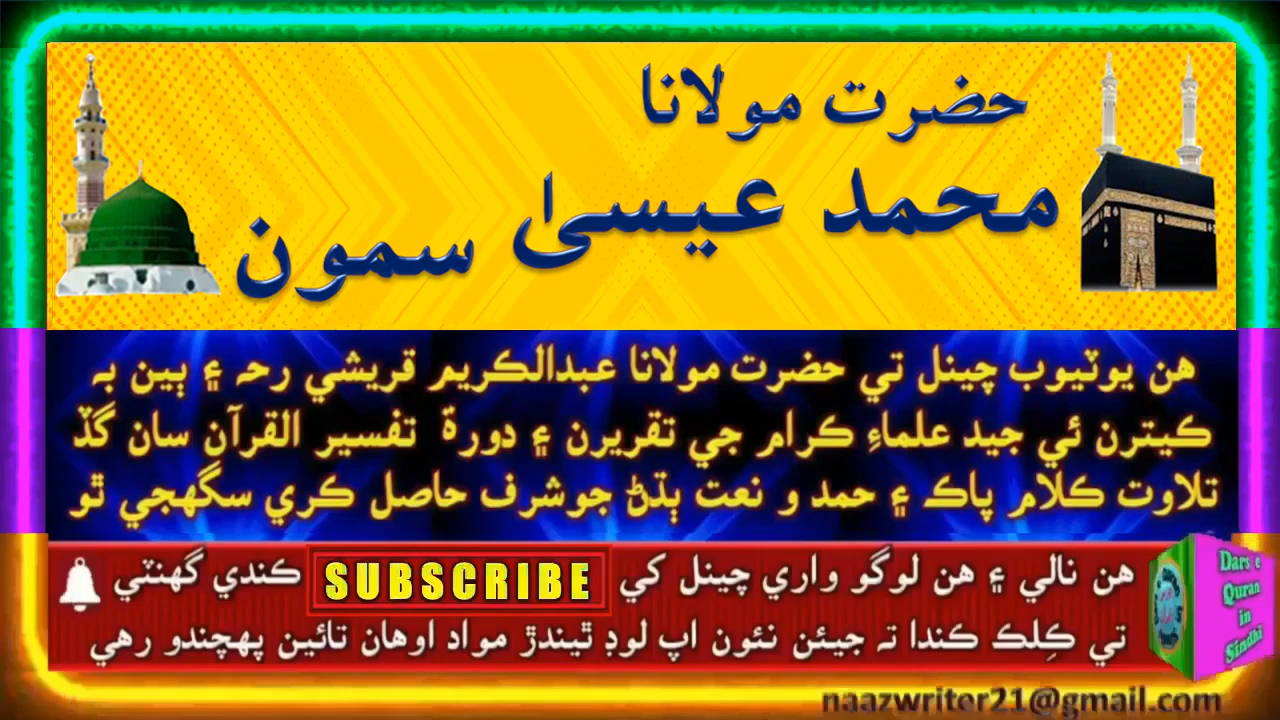 حضرت مولانا
محمد عيسىٰ سمون
هن يوٽيوب چينل تي حضرت مولانا عبدالڪريم قريشي رحہ ۽ ٻين بہ
ڪيترن ئي جيد علماءِ ڪرام جي تقريرن ۽ دورة تفسير القرآن سان گڏ
تلاوت ڪلام پاڪ ۽ حمد و نعت ٻڌڻ جوشرف حاصل ڪري سگهجي ٿو
هن نالي ۽ هن لوگو واري چينل کي SUBSCRIBE ڪندي گهنٽي
تي ڪِلڪ ڪندا تہ جيئن نئون اپ لوڊ ٿيندڙ مواد اوهان تائين پهچندو رهي
Dars e
Quran
in
Sindhi
naazwriter21@gmail.com